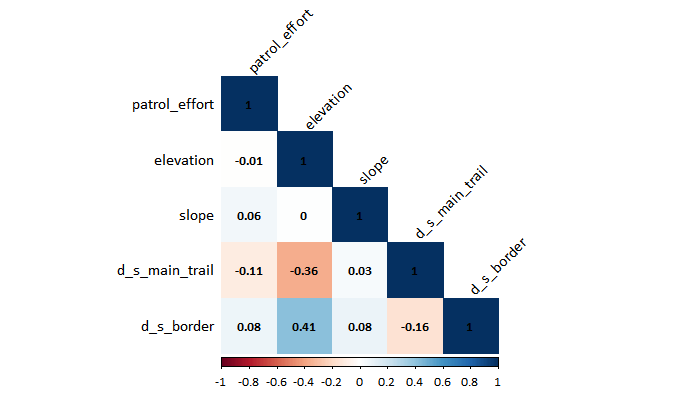 patrol_effort
patrol_effort 1
elevation
elevation -0.01 1
slope
slope 0.06 0 1
d_s_main_trail
d_s_main_trail -0.11 -0.36 0.03 1
d_s_border
d_s_border 0.08 0.41 0.08 -0.16 1
-1 -0.8 -0.6 -0.4 -0.2 0 0.2 0.4 0.6 0.8 1